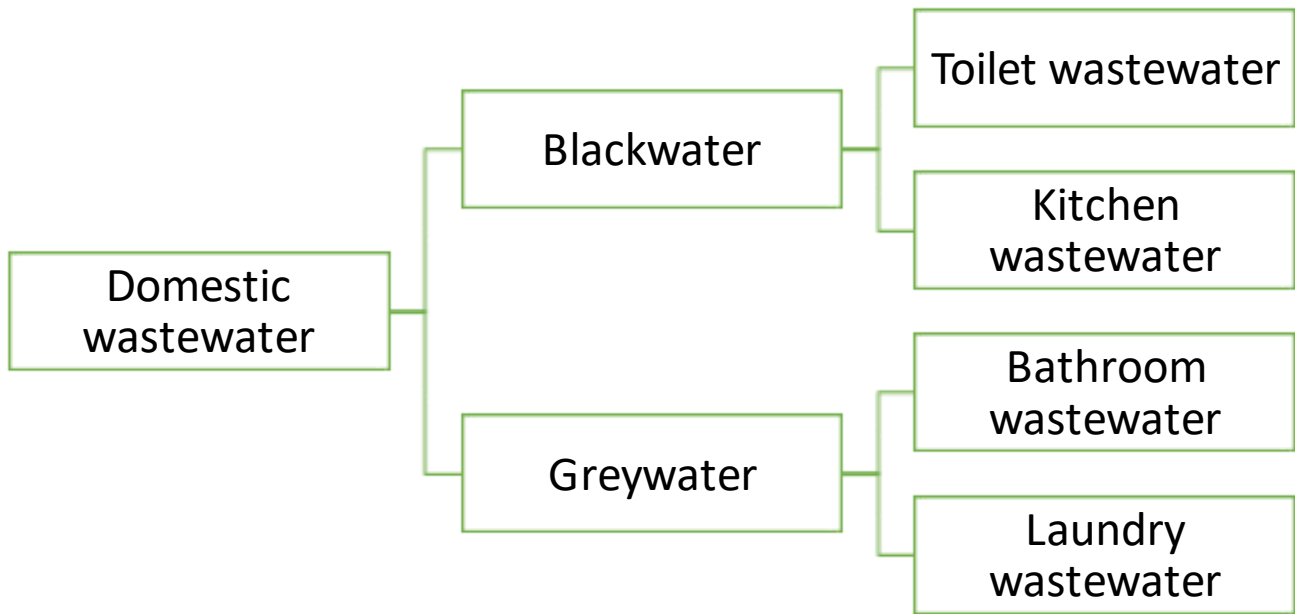 Toilet wastewater
Blackwater
Kitchen
wastewater
Domestic
wastewater
Bathroom
wastewater
Greywater
Laundry
wastewater